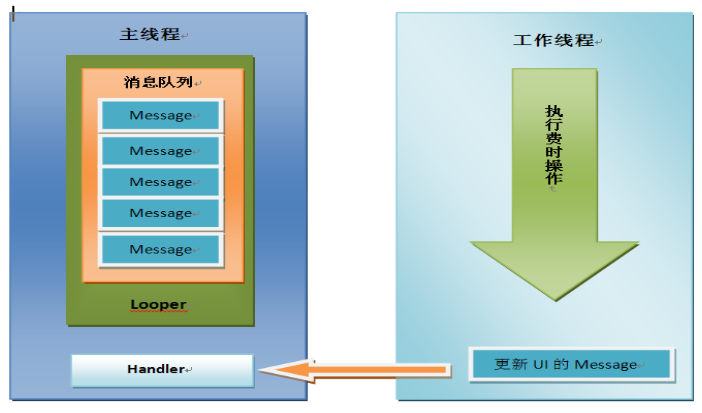 主线程
消息队列
Message
Message
Message
Message
Message
Looper
Handler
工作线程
执行费时操作
更新 UI 的 Message